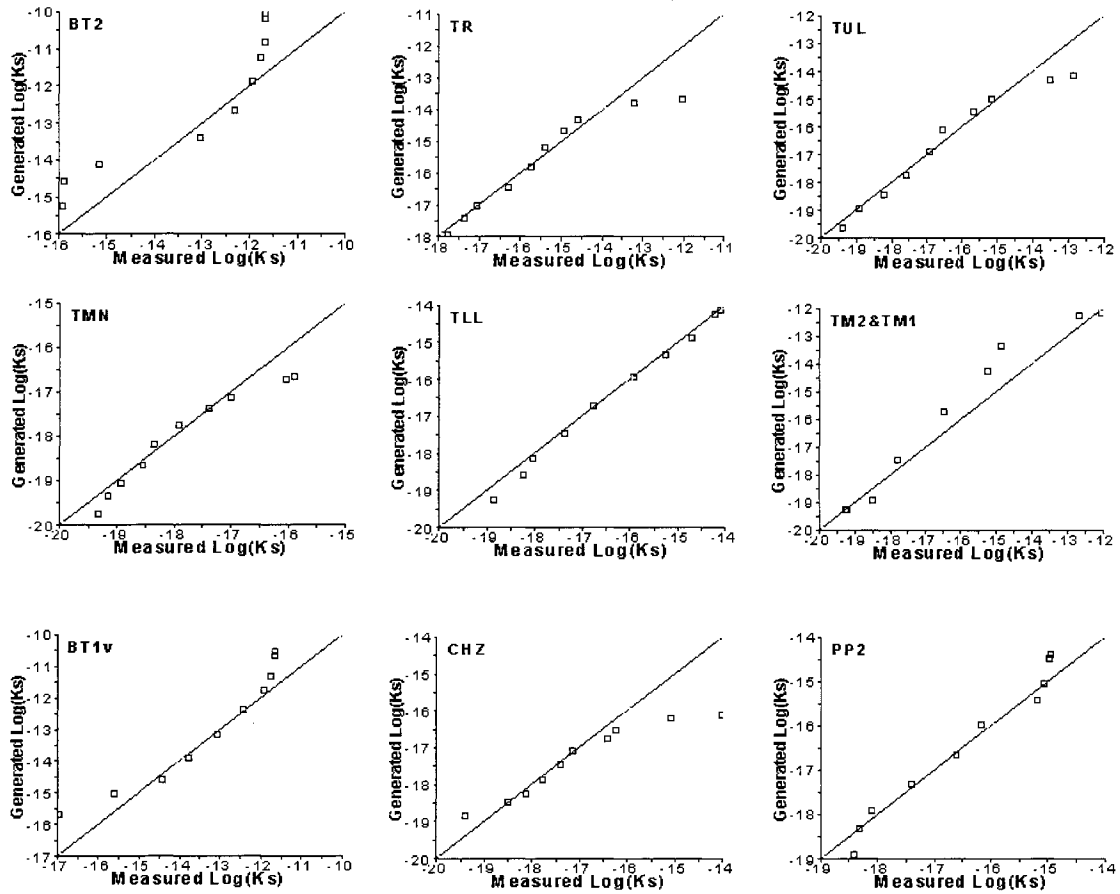 BT2
Generated Log(Ks)
-10
-11
-12
-13
-14
-15
-16
-16 -15 -14 -13 -12 -11 -10
Measured Log(Ks)
TR
Generated Log(Ks)
-11
-12
-13
-14
-15
-16
-17
-18
-18 -17 -16 -15 -14 -13 -12 -11
Measured Log(Ks)
TUL
Generated Log(Ks)
-12
-13
-14
-15
-16
-17
-18
-19
-20
-20 -19 -18 -17 -16 -15 -14 -13 -12
Measured Log(Ks)
TMN
Generated Log(Ks)
-15
-16
-17
-18
-19
-20
-20 -19 -18 -17 -16 -15
Measured Log(Ks)
TLL
Generated Log(Ks)
-14
-15
-16
-17
-18
-19
-20
-20 -19 -18 -17 -16 -15 -14
Measured Log(Ks)
TM2&TM1
Generated Log(Ks)
-12
-13
-14
-15
-16
-17
-18
-19
-20
-20 -19 -18 -17 -16 -15 -14 -13 -12
Measured Log(Ks)
BT1v
Generated Log(Ks)
-10
-11
-12
-13
-14
-15
-16
-17
-17 -16 -15 -14 -13 -12 -11 -10
Measured Log(Ks)
CHZ
Generated Log(Ks)
-14
-15
-16
-17
-18
-19
-20
-20 -19 -18 -17 -16 -15 -14
Measured Log(Ks)
PP2
Generated Log(Ks)
-14
-15
-16
-17
-18
-19
-19 -18 -17 -16 -15 -14
Measured Log(Ks)